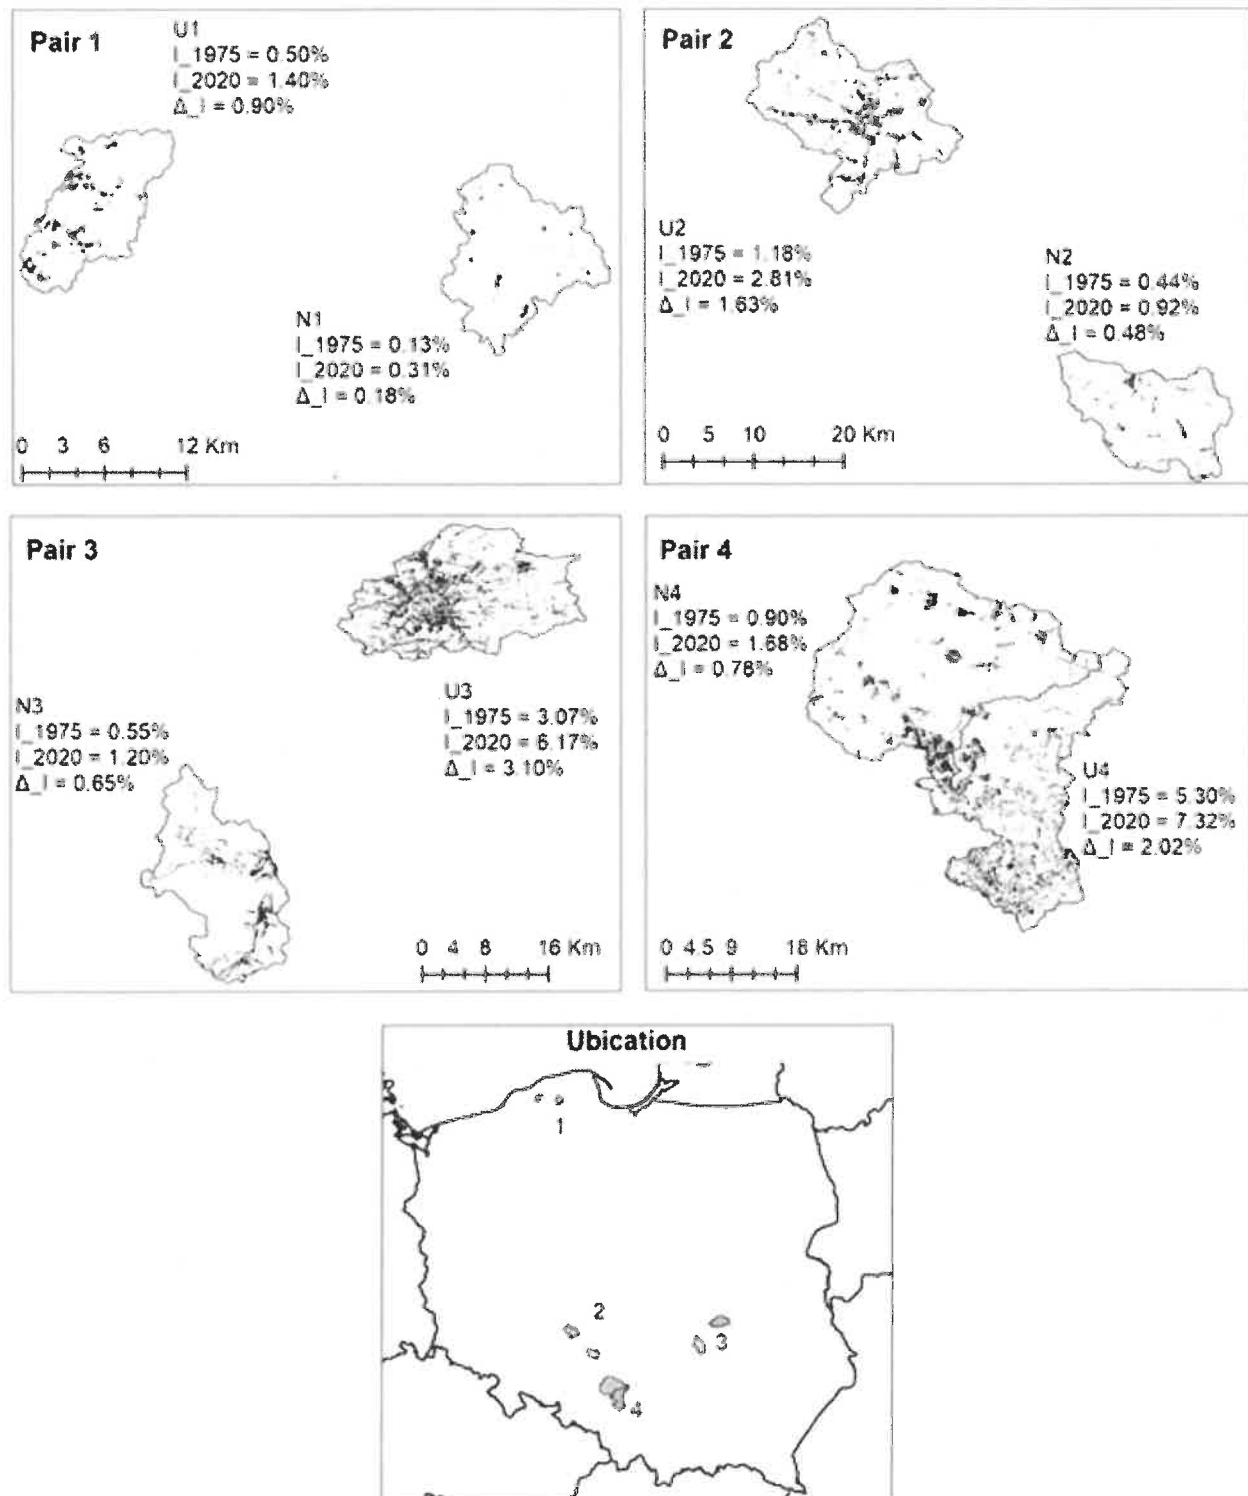 Pair 1
U1
I_1975 = 0.50%
I_2020 = 1.40%
Δ_I = 0.90%
N1
I_1975 = 0.13%
I_2020 = 0.31%
Δ_I = 0.18%
0 3 6 12 Km
Pair 2
U2
I_1975 = 1.18%
I_2020 = 2.81%
Δ_I = 1.63%
N2
I_1975 = 0.44%
I_2020 = 0.92%
Δ_I = 0.48%
0 5 10 20 Km
Pair 3
N3
I_1975 = 0.55%
I_2020 = 1.20%
Δ_I = 0.65%
U3
I_1975 = 3.07%
I_2020 = 6.17%
Δ_I = 3.10%
0 4 8 16 Km
Pair 4
N4
I_1975 = 0.90%
I_2020 = 1.68%
Δ_I = 0.78%
U4
I_1975 = 5.30%
I_2020 = 7.32%
Δ_I = 2.02%
0 4.5 9 18 Km
Ubication
1
2
3
4